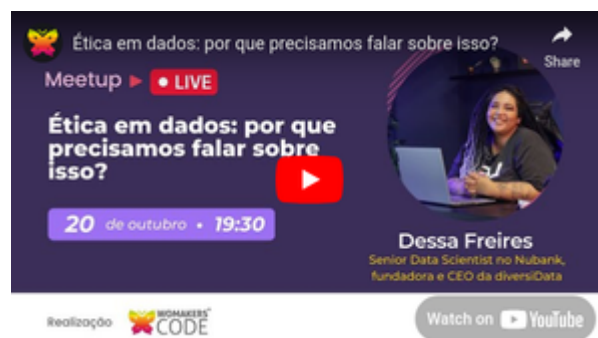 Ética em dados: por que precisamos falar sobre isso?
Share
Meetup LIVE
Ética em dados: por que
precisamos falar sobre
isso?
20 de outubro • 19:30
Dessa Freires
Senior Data Scientist no Nubank,
fundadora e CEO da diversiData
Realização WOMAKERS
CODE
Watch on YouTube